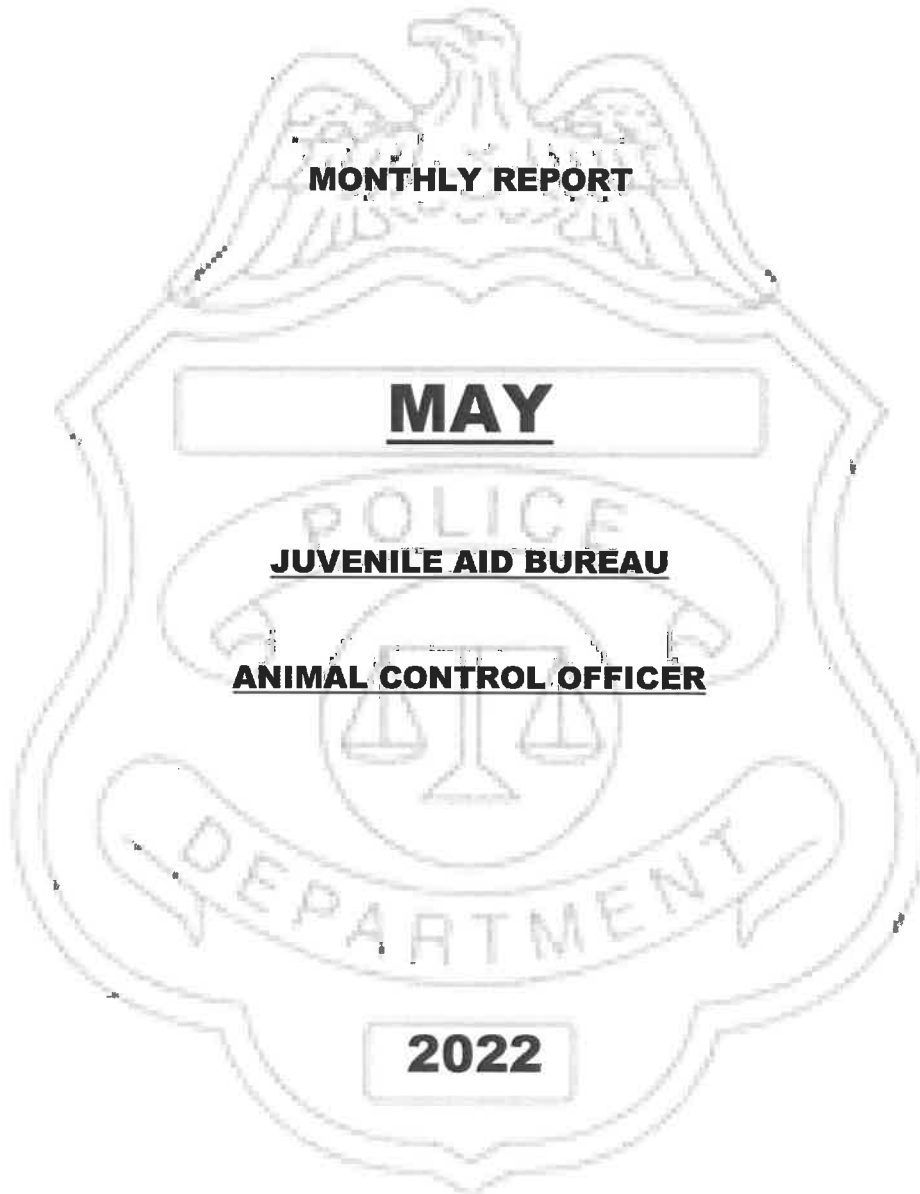 MONTHLY REPORT
MAY
POLICE
JUVENILE AID BUREAU
ANIMAL CONTROL OFFICER
DEPARTMENT
2022